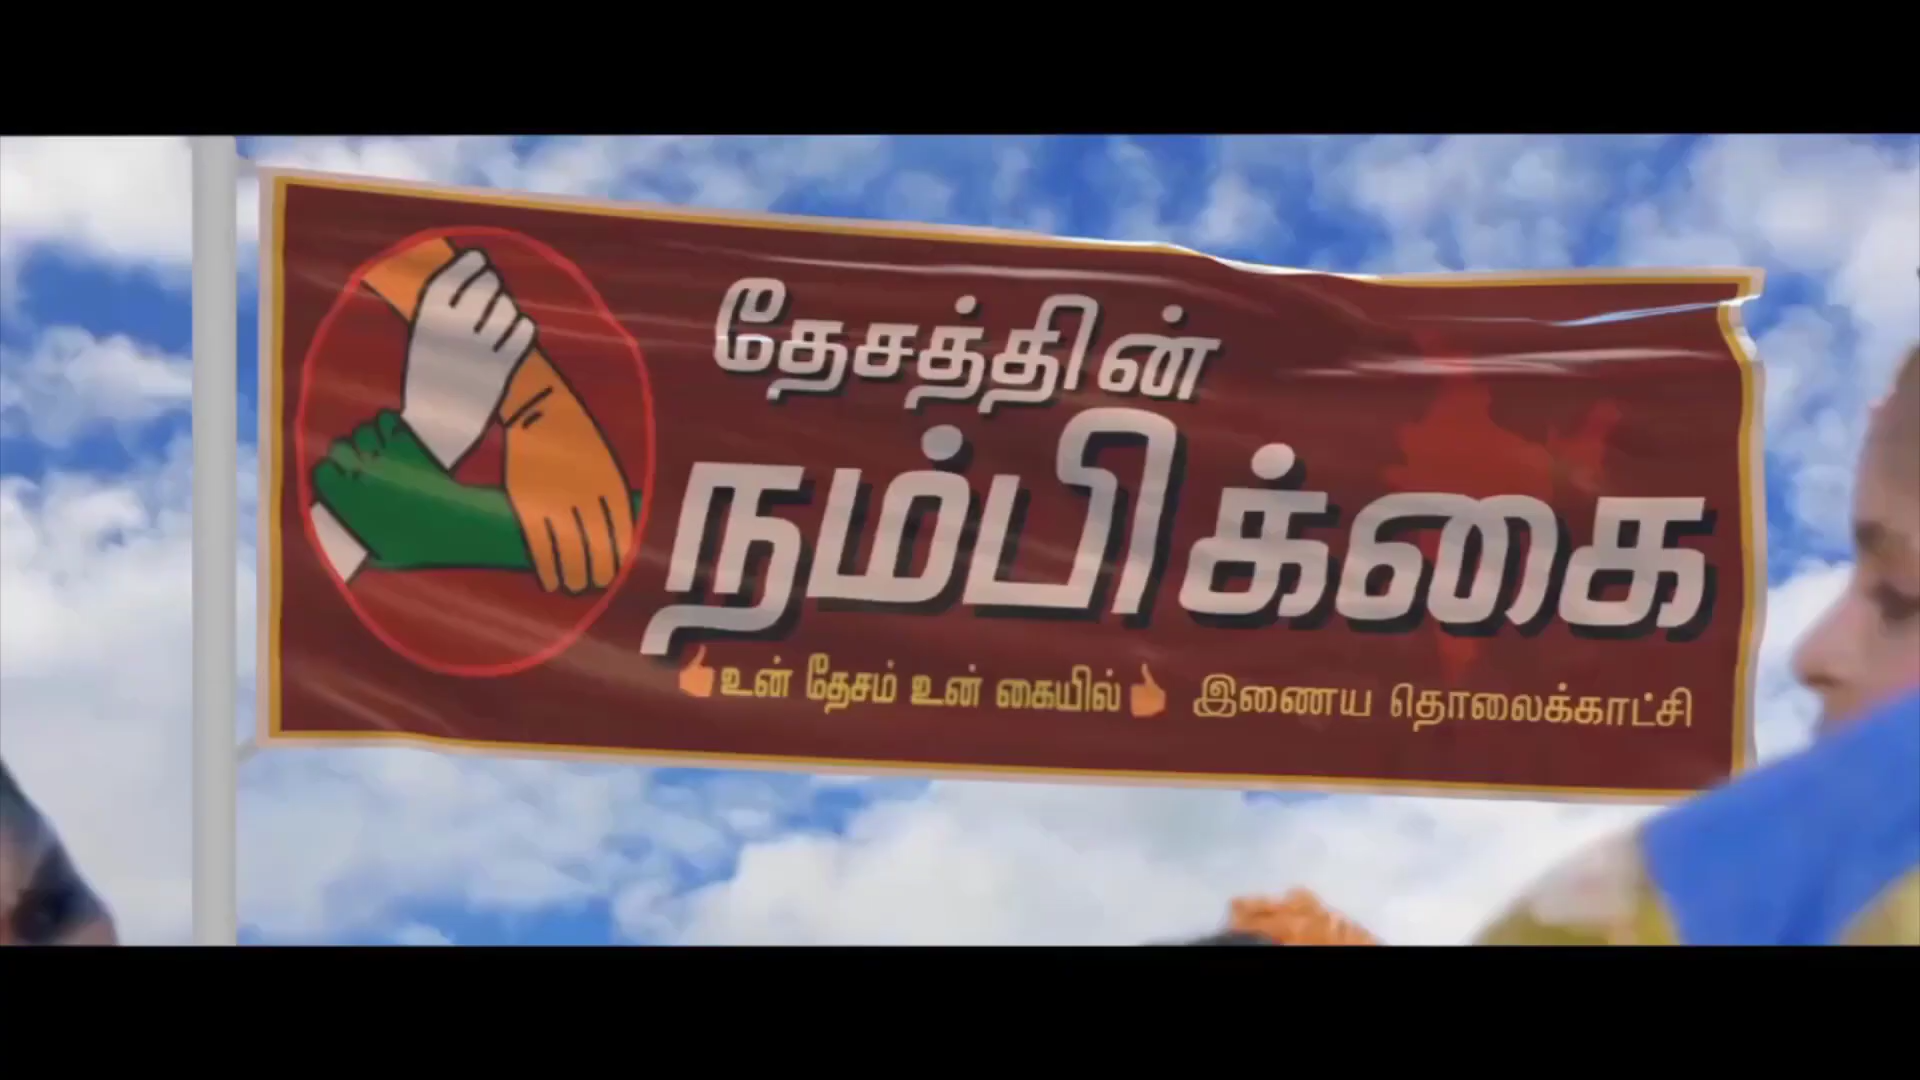 தேசத்தின்
நம்பிக்கை
உன் தேசம் உன் கையில் இணைய தொலைக்காட்சி